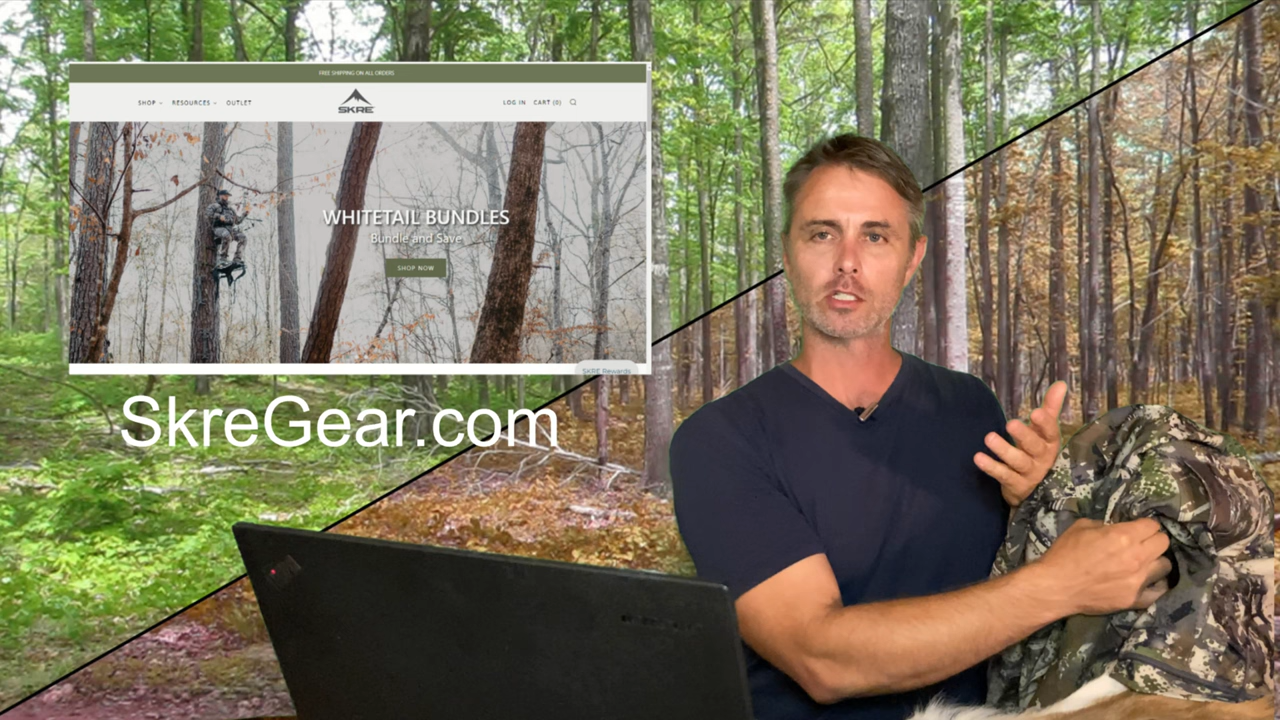 FREE SHIPPING ON ALL ORDERS
SHOP RESOURCES OUTLET
SKRE
LOG IN CART (0)
WHITETAIL BUNDLES
Bundle and Save
SHOP NOW
SKRE Rewards
SkreGear.com